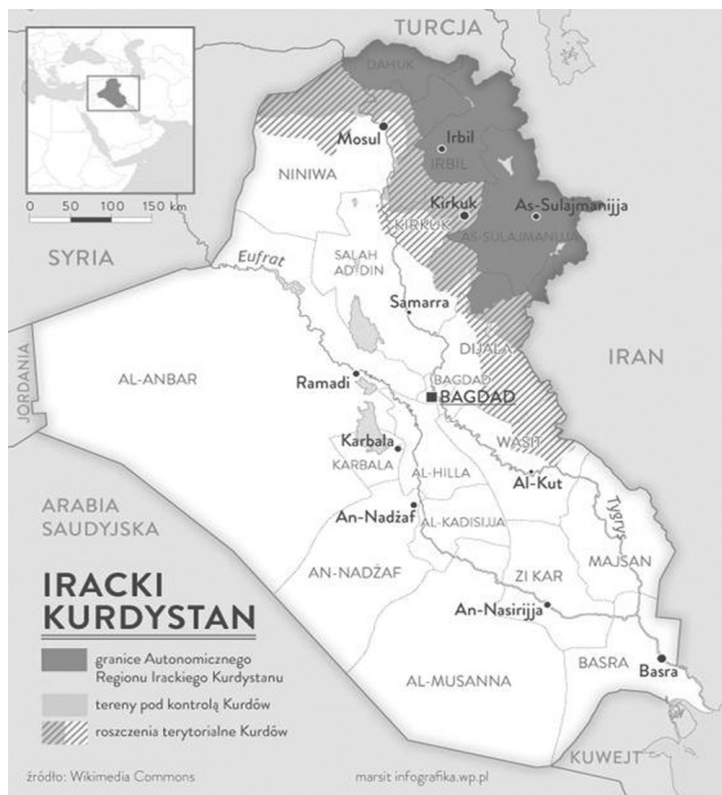 TURCJA
DAHUK
Mosul
Irbil
IRBIL
NINIWA
Kirkuk
KIRKUK
As-Sulajmanijja
AS-SULAJMANIJJA
0 50 100 150 km
SYRIA
Eufrat
SALAH
AD-DIN
Samarra
DIJALA
IRAN
JORDANIA
AL-ANBAR
Ramadi
BAGDAD
BAGDAD
WASIT
Karbala
KARBALA
AL-HILLA
Al-Kut
ARABIA
SAUDYJSKA
An-Nadżaf
AL-KADISIJJA
Tygrys
AN-NADŻAF
ZI KAR
MAJSAN
IRACKI
KURDYSTAN
An-Nasirijja
granice Autonomicznego
Regionu Irackiego Kurdystanu
AL-MUSANNA
BASRA
Basra
tereny pod kontrolą Kurdów
roszczenia terytorialne Kurdów
KUWEJT
źródło: Wikimedia Commons
marsit infografika.wp.pl